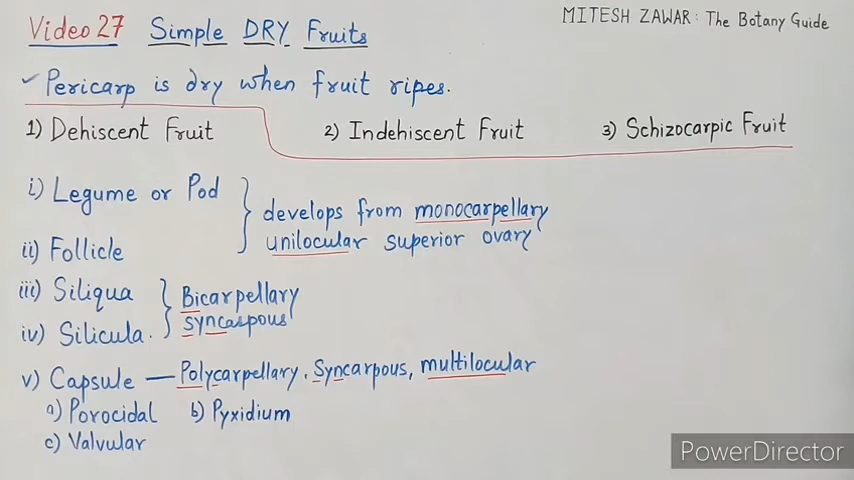 Video 27 Simple DRY Fruits
MITESH ZAWAR: The Botany Guide
✓ Pericarp is dry when fruit ripes.
1) Dehiscent Fruit 2) Indehiscent Fruit 3) Schizocarpic Fruit
i) Legume or Pod
ii) Follicle
} develops from monocarpellary
unilocular superior ovary
iii) Siliqua
iv) Silicula.
} Bicarpellary
syncarpous
v) Capsule — Polycarpellary, Syncarpous, multilocular
a) Porocidal b) Pyxidium
c) Valvular
PowerDirector